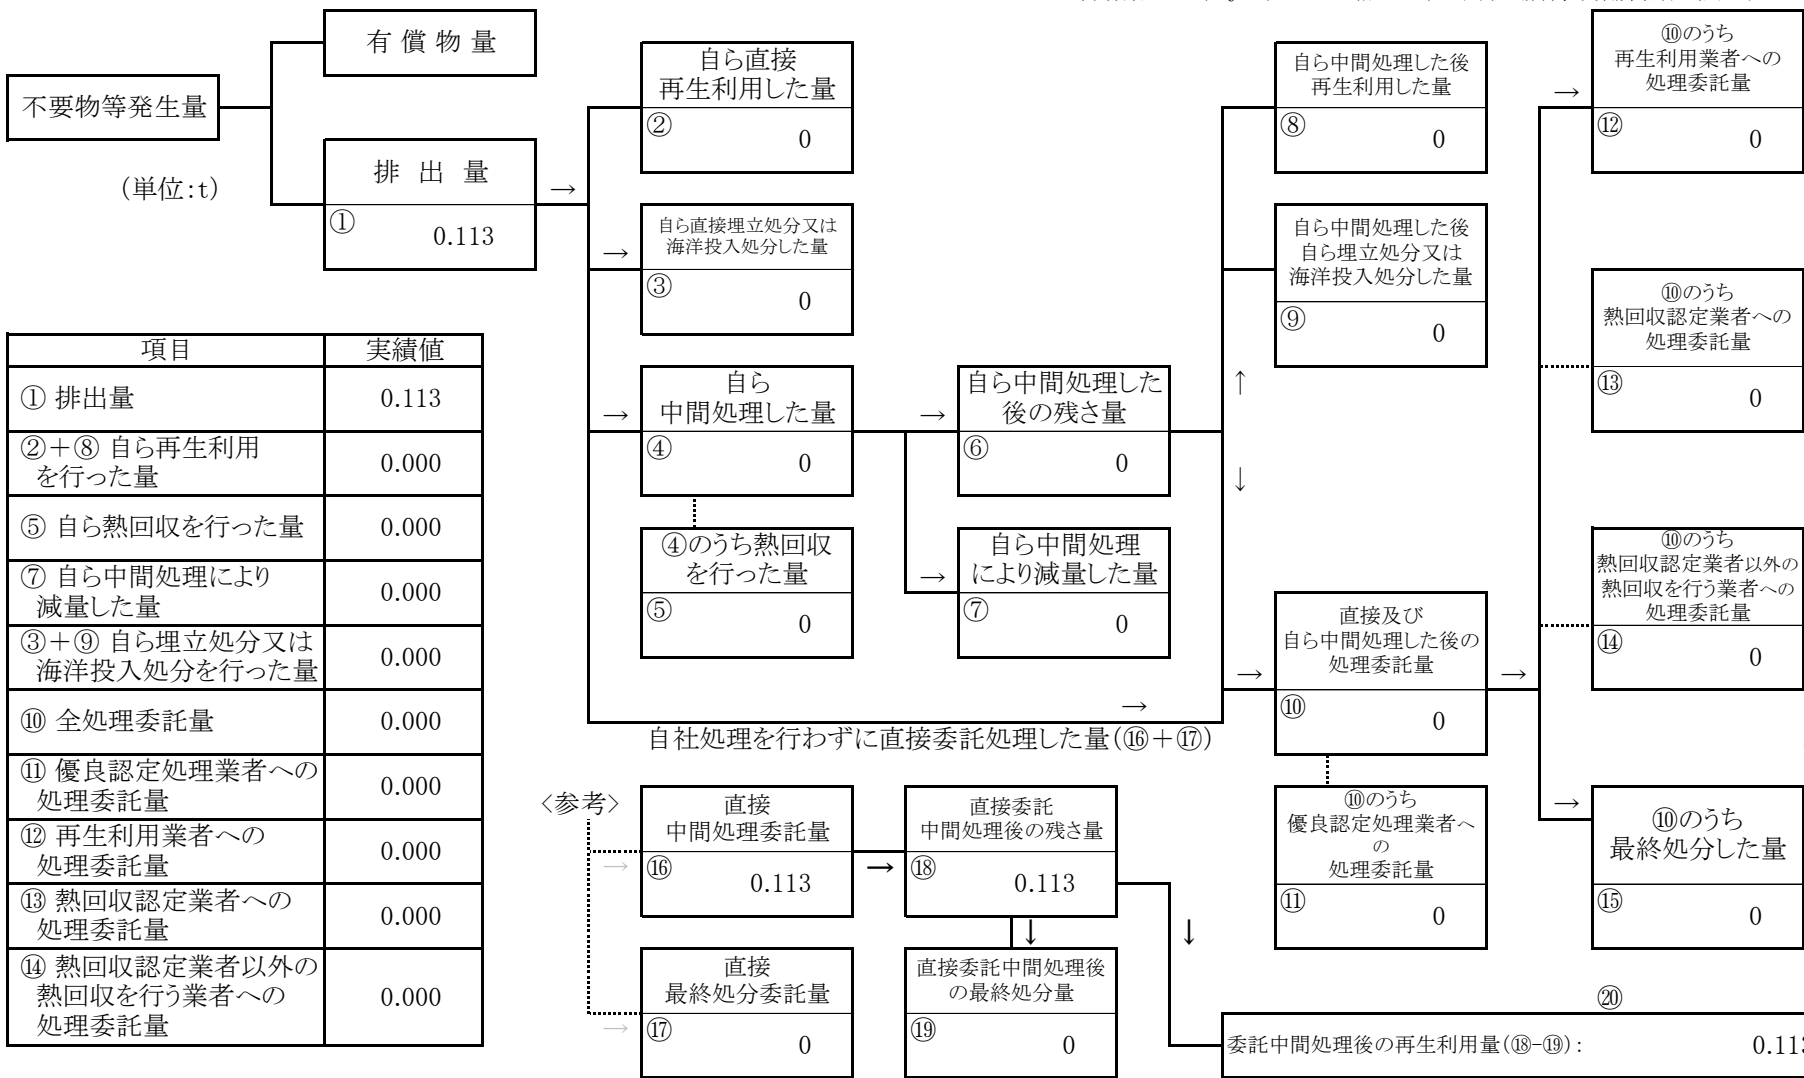 有償物量
不要物等発生量
(単位:t)
排出量
①
0.113
→
自ら直接
再生利用した量
②
0
→
自ら直接埋立処分又は
海洋投入処分した量
③
0
→
自ら
中間処理した量
④
0
④のうち熱回収
を行った量
⑤
0
→
自ら中間処理した
後の残さ量
⑥
0
→
自ら中間処理
により減量した量
⑦
0
↑
↓
自ら中間処理した後
再生利用した量
⑧
0
自ら中間処理した後
自ら埋立処分又は
海洋投入処分した量
⑨
0
→
直接及び
自ら中間処理した後の
処理委託量
⑩
0
→
⑩のうち
優良認定処理業者へ
の
処理委託量
⑪
0
→
⑩のうち
再生利用業者への
処理委託量
⑫
0
⑩のうち
熱回収認定業者への
処理委託量
⑬
0
⑩のうち
熱回収認定業者以外の
熱回収を行う業者への
処理委託量
⑭
0
→
⑩のうち
最終処分した量
⑮
0
→
自社処理を行わずに直接委託処理した量(⑯+⑰)
<参考>
→
直接
中間処理委託量
⑯
0.113
→
直接委託
中間処理後の残さ量
⑱
0.113
↓
↓
→
直接
最終処分委託量
⑰
0
直接委託中間処理後
の最終処分量
⑲
0
⑳
委託中間処理後の再生利用量(⑱-⑲):
項目 実績値
① 排出量 0.113
②+⑧ 自ら再生利用
を行った量 0.000
⑤ 自ら熱回収を行った量 0.000
⑦ 自ら中間処理により
減量した量 0.000
③+⑨ 自ら埋立処分又は
海洋投入処分を行った量 0.000
⑩ 全処理委託量 0.000
⑪ 優良認定処理業者への
処理委託量 0.000
⑫ 再生利用業者への
処理委託量 0.000
⑬ 熱回収認定業者への
処理委託量 0.000
⑭ 熱回収認定業者以外の
熱回収を行う業者への
処理委託量 0.000